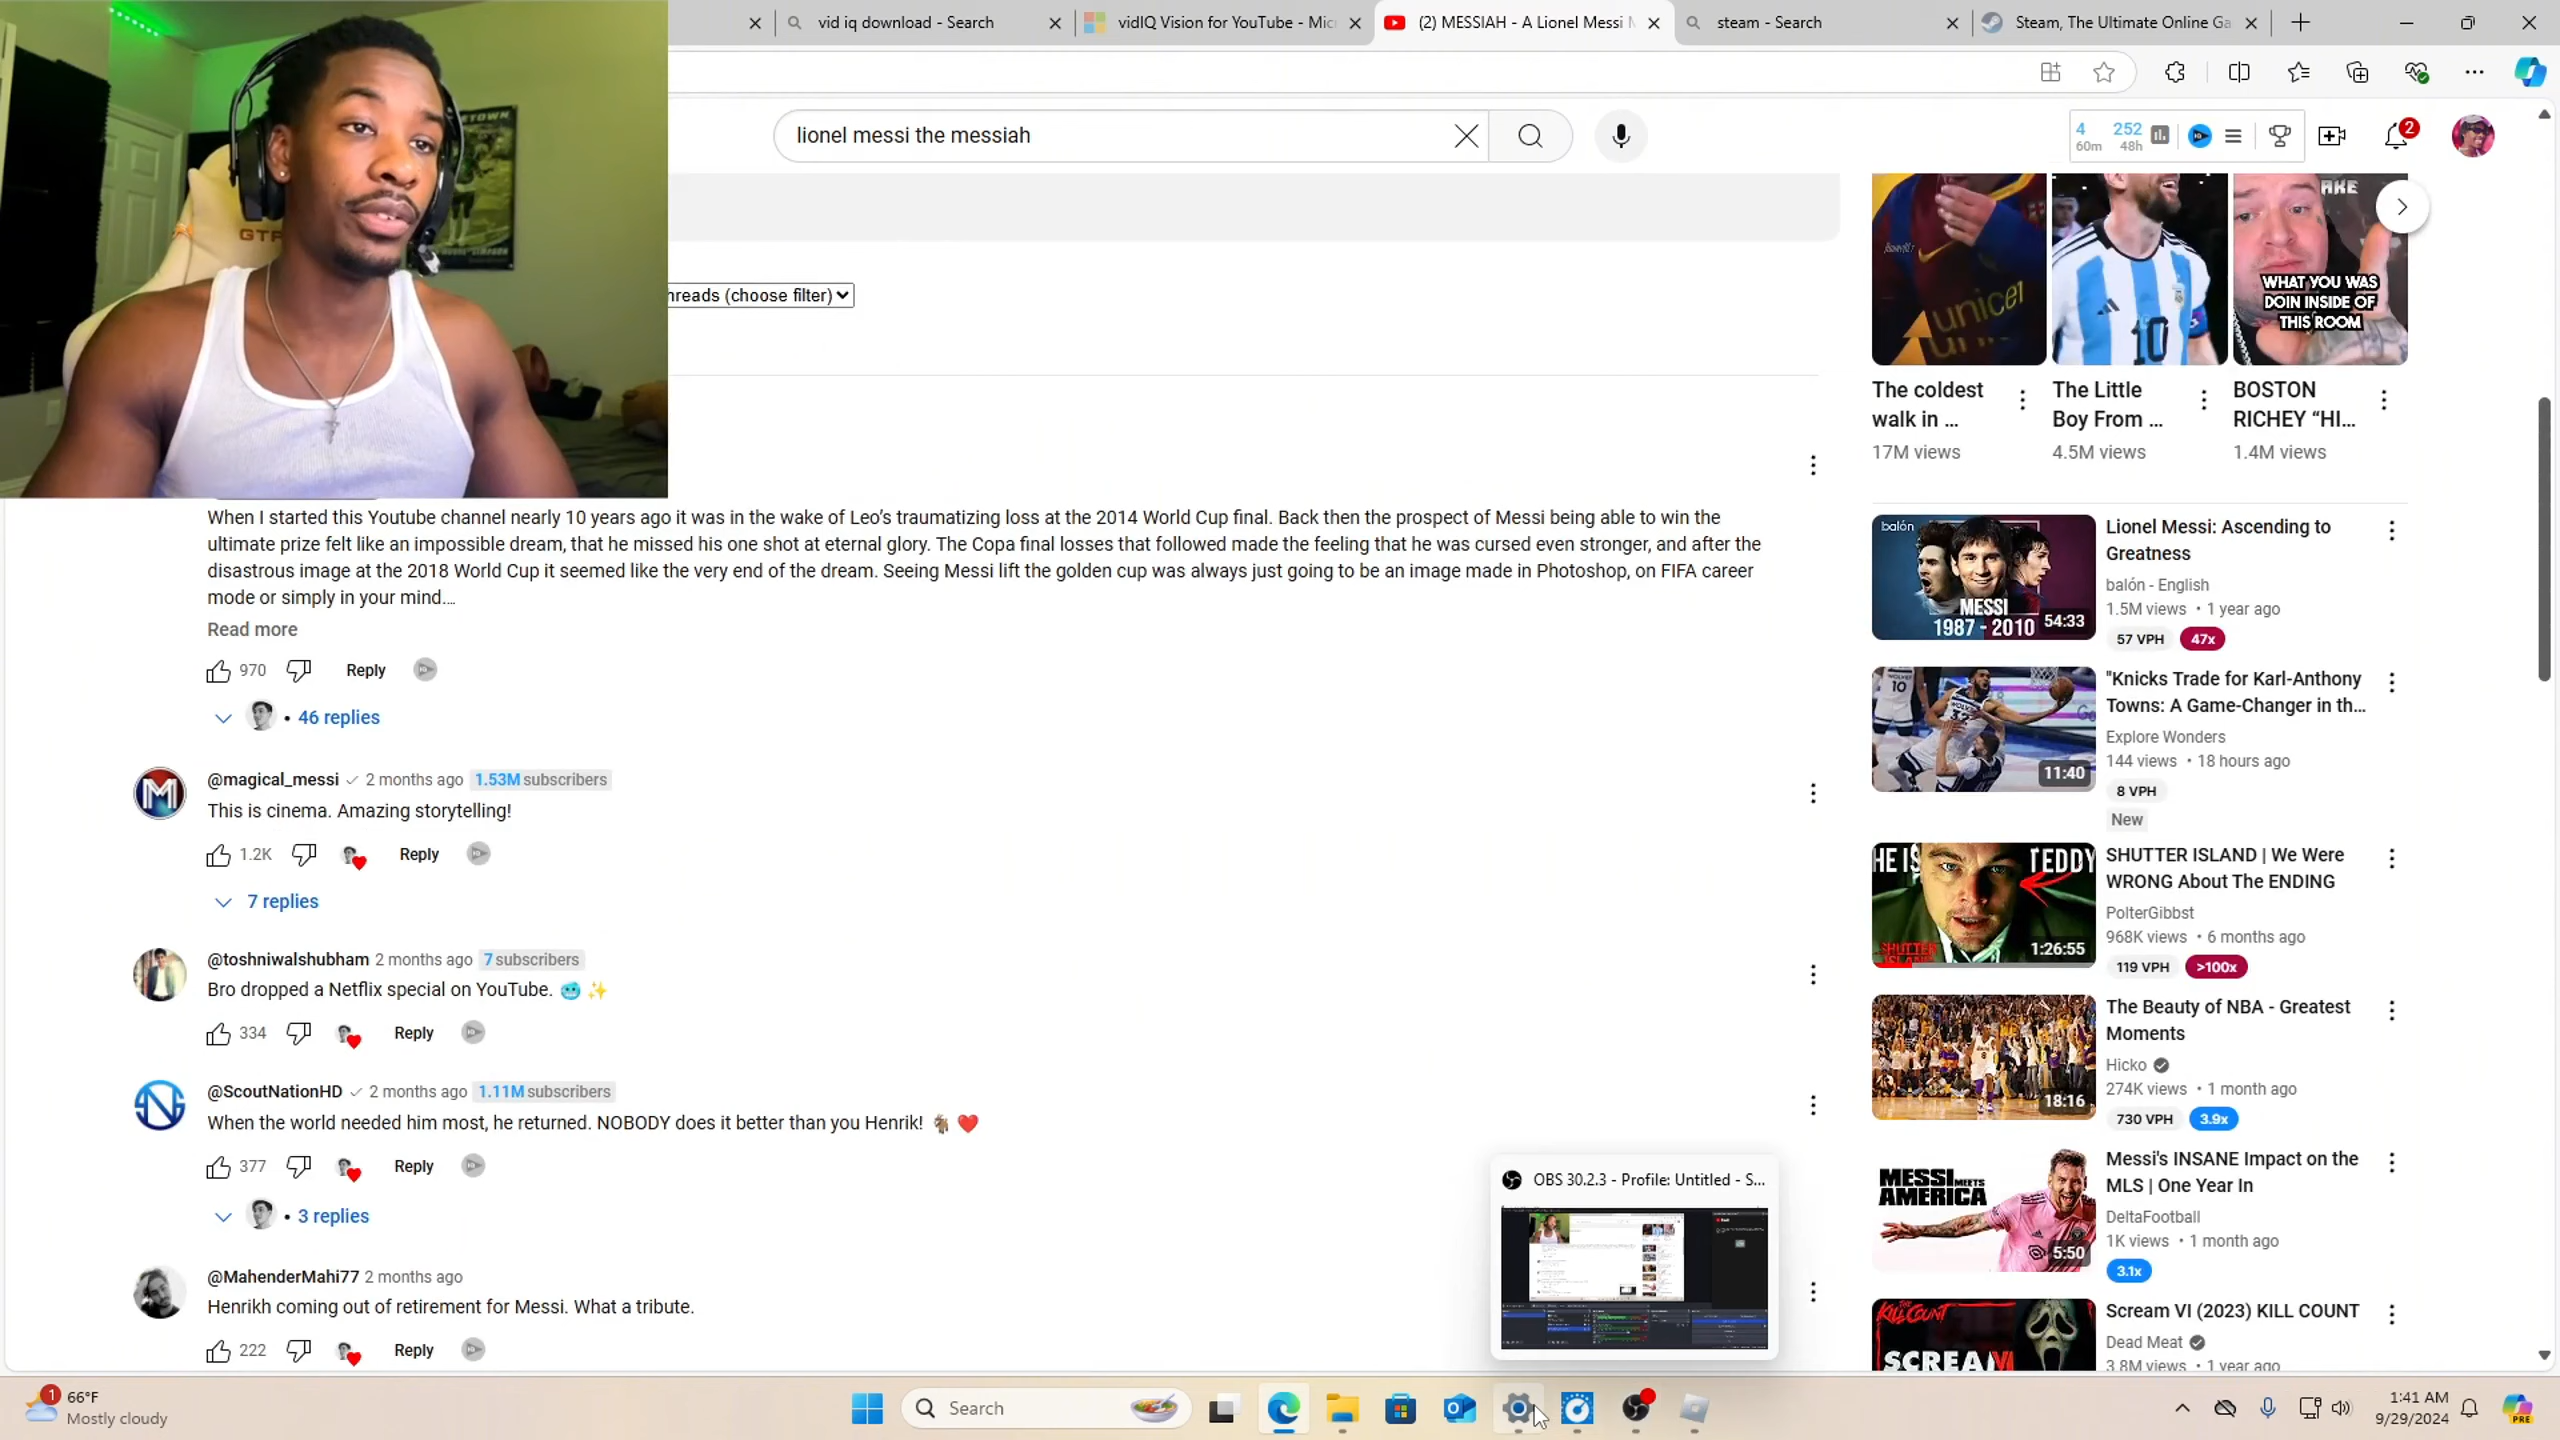 vid iq download - Search
vidIQ Vision for YouTube - Mic
(2) MESSIAH - A Lionel Messi
steam - Search
Steam, The Ultimate Online Ga
lionel messi the messiah
4
60m
252
48h
2
hreads (choose filter)
unicef
10
WHAT YOU WAS
DOIN INSIDE OF
THIS ROOM
The coldest
walk in ...
17M views
The Little
Boy From ...
4.5M views
BOSTON
RICHEY “HI...
1.4M views
When I started this Youtube channel nearly 10 years ago it was in the wake of Leo’s traumatizing loss at the 2014 World Cup final. Back then the prospect of Messi being able to win the
ultimate prize felt like an impossible dream, that he missed his one shot at eternal glory. The Copa final losses that followed made the feeling that he was cursed even stronger, and after the
disastrous image at the 2018 World Cup it seemed like the very end of the dream. Seeing Messi lift the golden cup was always just going to be an image made in Photoshop, on FIFA career
mode or simply in your mind....
Read more
970
Reply
46 replies
@magical_messi 2 months ago 1.53M subscribers
This is cinema. Amazing storytelling!
1.2K
Reply
7 replies
@toshniwalshubham 2 months ago 7 subscribers
Bro dropped a Netflix special on YouTube. 🥶 ✨
334
Reply
@ScoutNationHD 2 months ago 1.11M subscribers
When the world needed him most, he returned. NOBODY does it better than you Henrik! 🐐 ❤️
377
Reply
3 replies
@MahenderMahi77 2 months ago
Henrikh coming out of retirement for Messi. What a tribute.
222
Reply
balón
MESSI
1987 - 2010
54:33
Lionel Messi: Ascending to
Greatness
balón - English
1.5M views • 1 year ago
57 VPH 47x
11:40
"Knicks Trade for Karl-Anthony
Towns: A Game-Changer in th...
Explore Wonders
144 views • 18 hours ago
8 VPH
New
HE IS TEDDY
SHUTTER
1:26:55
SHUTTER ISLAND | We Were
WRONG About The ENDING
PolterGibbst
968K views • 6 months ago
119 VPH >100x
18:16
The Beauty of NBA - Greatest
Moments
Hicko
274K views • 1 month ago
730 VPH 3.9x
MESSI MEETS
AMERICA
5:50
Messi's INSANE Impact on the
MLS | One Year In
DeltaFootball
1K views • 1 month ago
3.1x
KILL COUNT
SCREAM
Scream VI (2023) KILL COUNT
Dead Meat
3.8M views • 1 year ago
OBS 30.2.3 - Profile: Untitled - S...
1
66°F
Mostly cloudy
Search
1:41 AM
9/29/2024
PRE